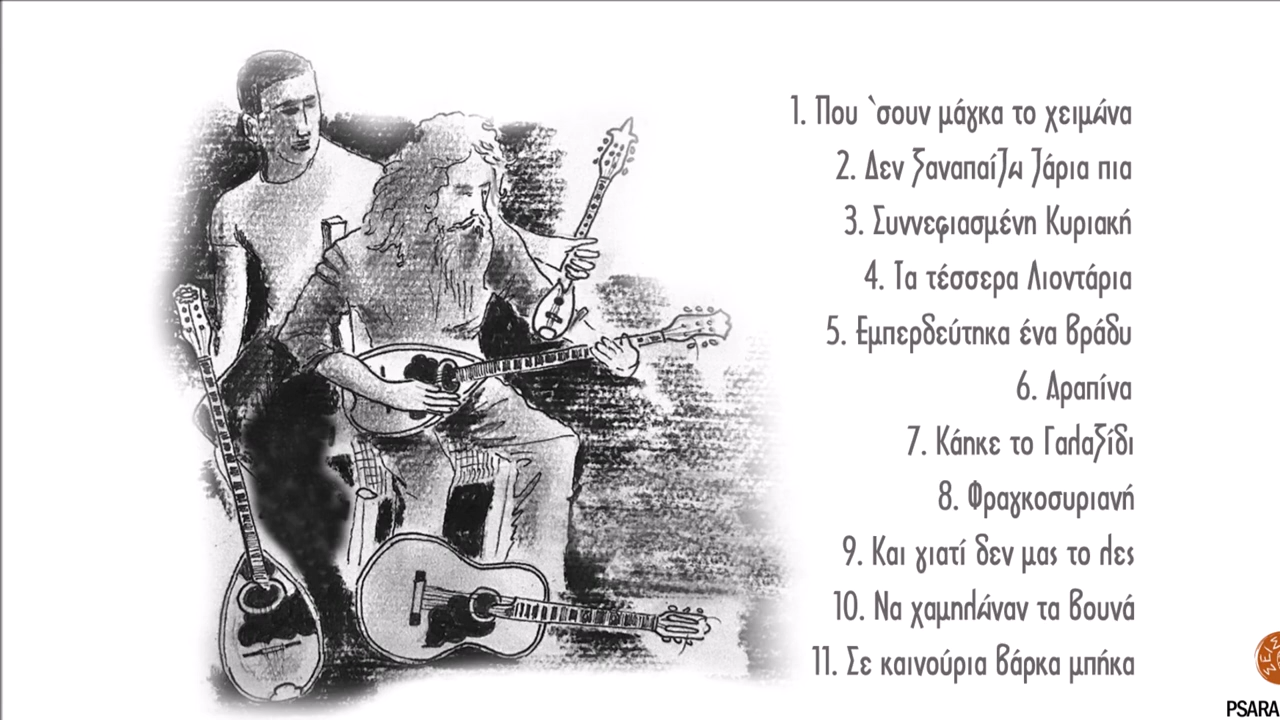 1. Που `σουν μάγκα το χειμώνα
2. Δεν ξαναπαίζω ζάρια πια
3. Συννεφιασμένη Κυριακή
4. Τα τέσσερα Λιοντάρια
5. Εμπερδεύτηκα ένα βράδυ
6. Αραπίνα
7. Κάηκε το Γαλαξίδι
8. Φραγκοσυριανή
9. Και γιατί δεν μας το λες
10. Να χαμηλώναν τα βουνά
11. Σε καινούρια βάρκα μπήκα
PSARA